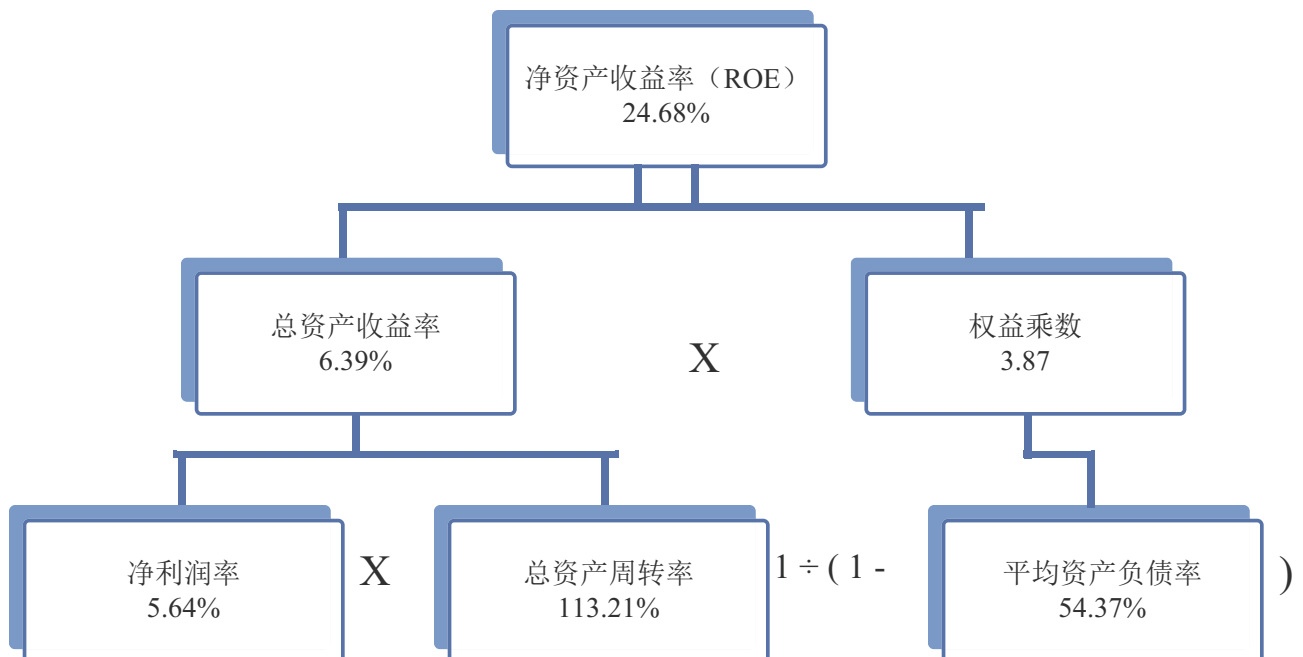 净资产收益率（ROE）
24.68%
总资产收益率
6.39%
X
权益乘数
3.87
净利润率
5.64%
X
总资产周转率
113.21%
1 ÷ ( 1 -
平均资产负债率
54.37%
)